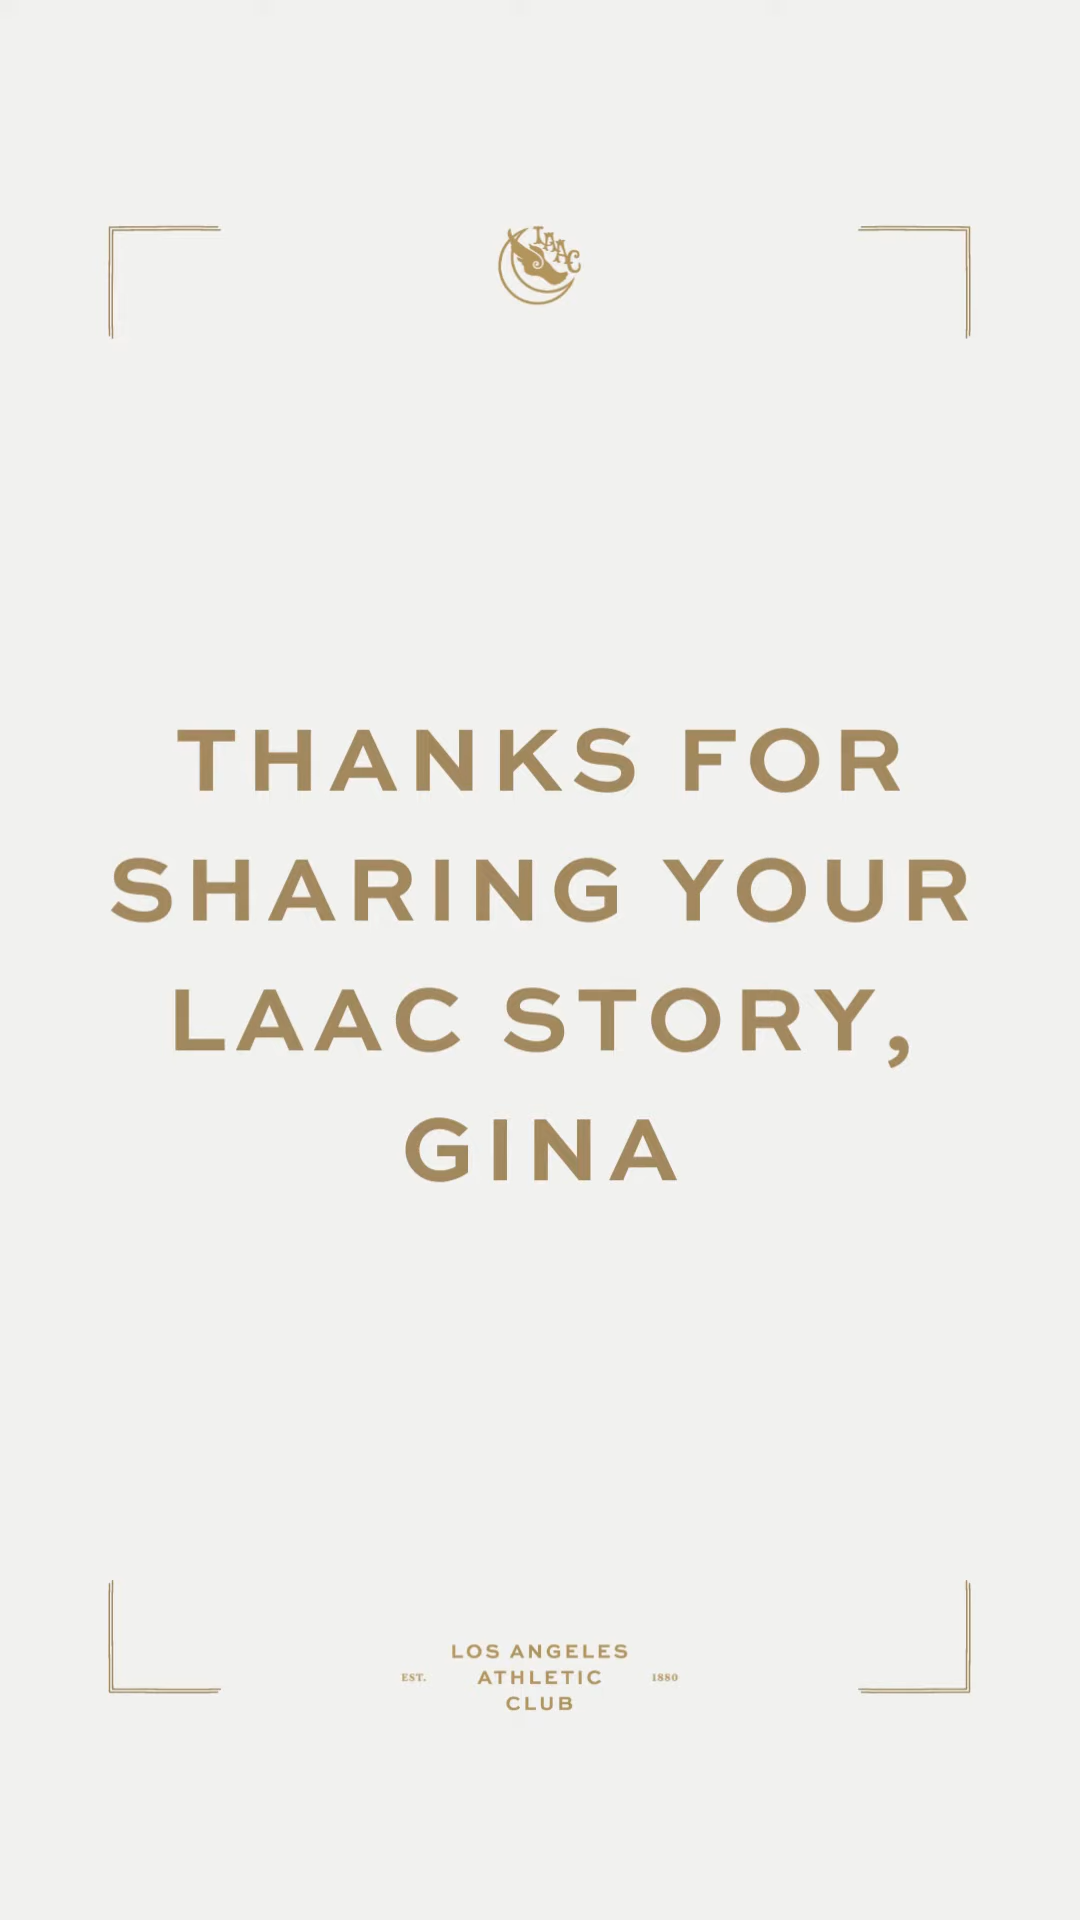 LAAC
THANKS FOR
SHARING YOUR
LAAC STORY,
GINA
LOS ANGELES
EST. ATHLETIC 1880
CLUB